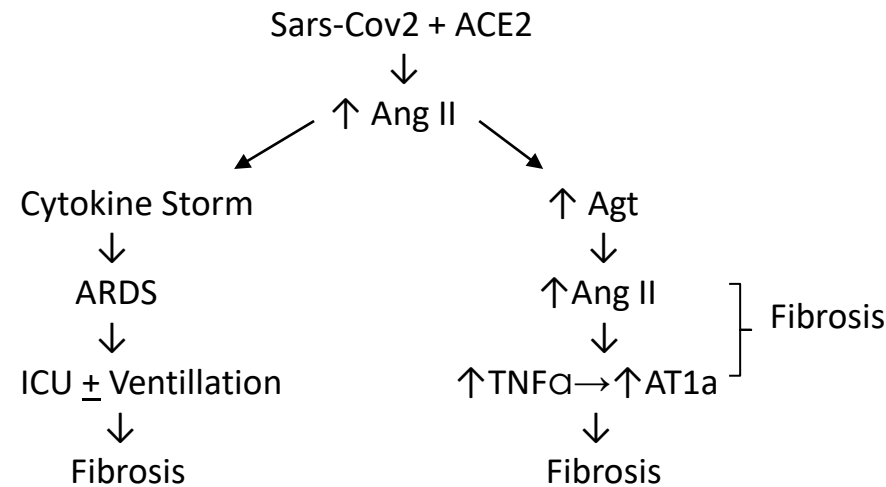 Sars-Cov2 + ACE2
↓
↑ Ang II
Cytokine Storm
↓
ARDS
↓
ICU ± Ventillation
↓
Fibrosis
↑ Agt
↓
↑Ang II
↓
↑TNFα→↑AT1a
↓
Fibrosis
Fibrosis